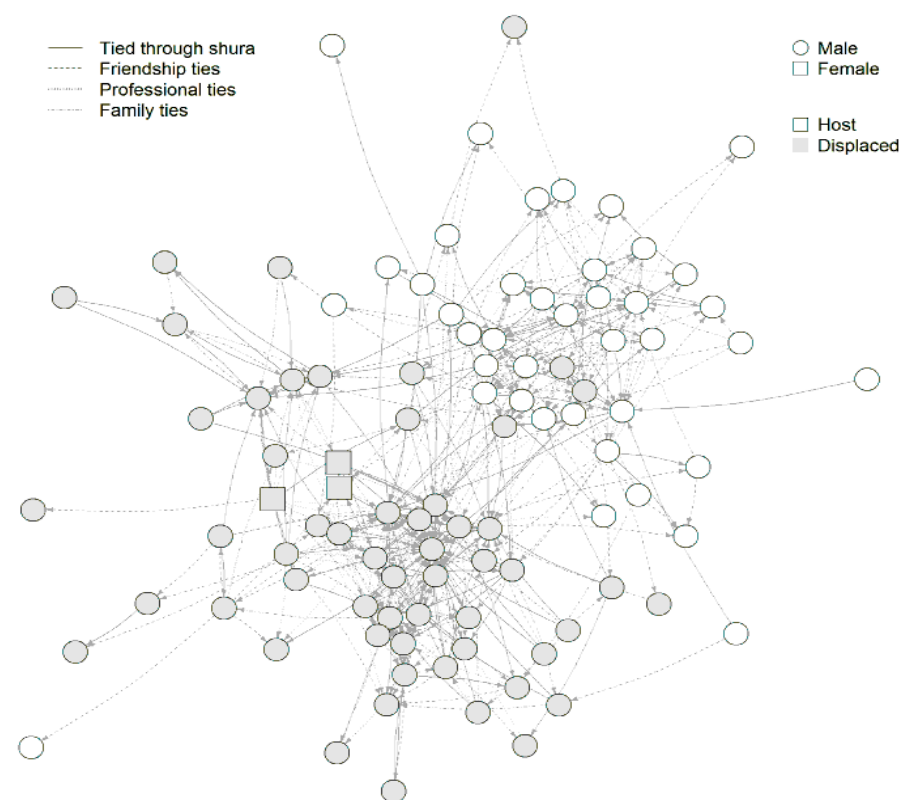 Tied through shura
Friendship ties
Professional ties
Family ties
Male
Female
Host
Displaced